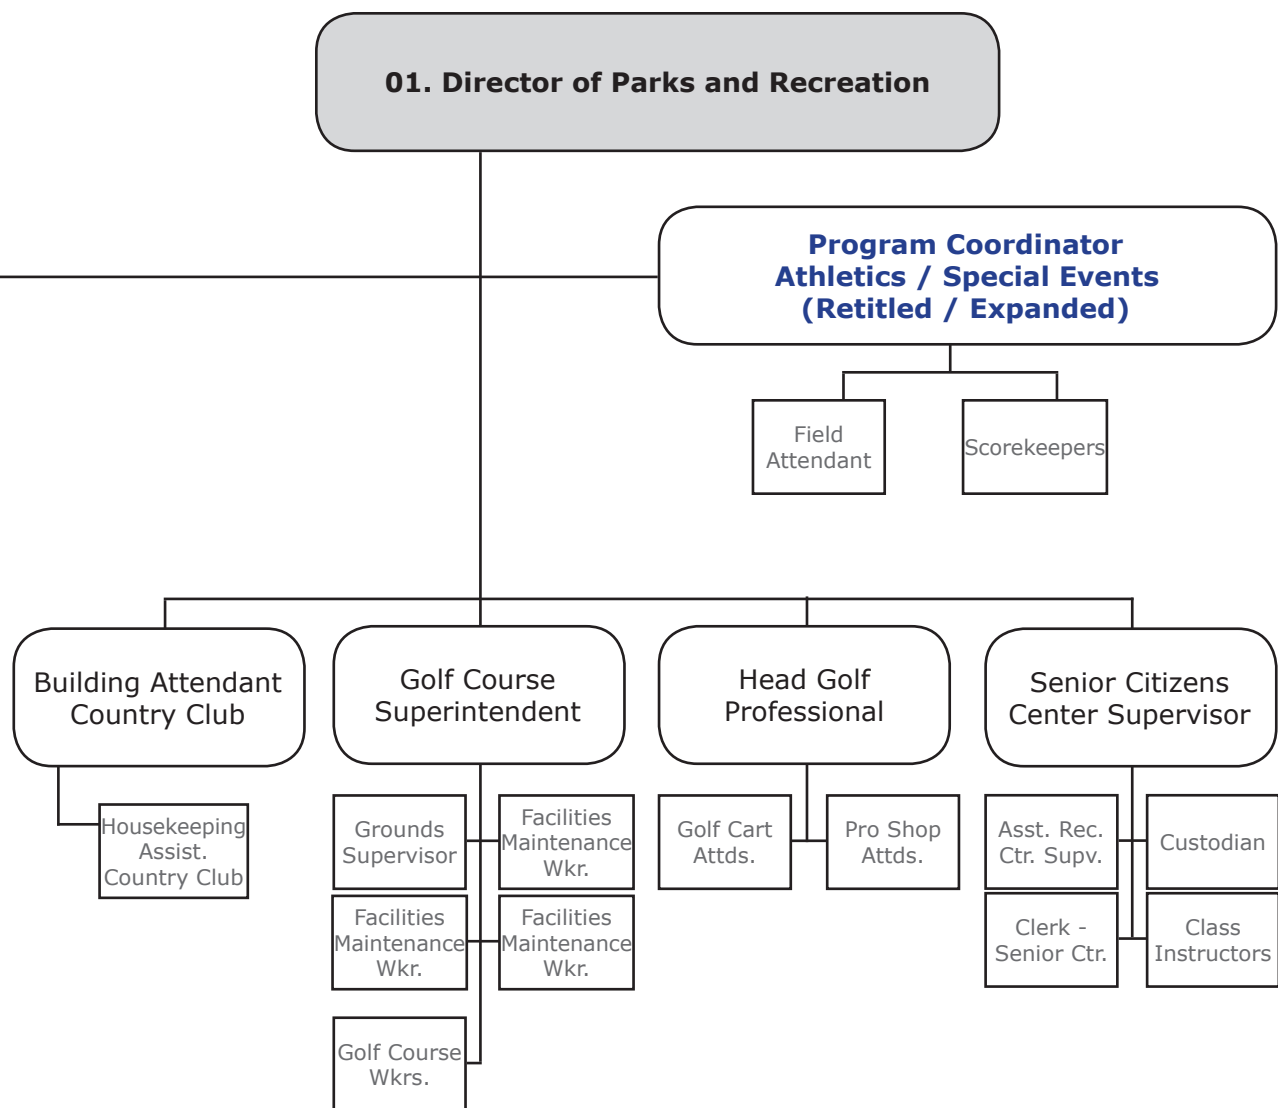 01. Director of Parks and Recreation
Program Coordinator
Athletics / Special Events
(Retitled / Expanded)
Field
Attendant
Scorekeepers
Building Attendant
Country Club
Golf Course
Superintendent
Head Golf
Professional
Senior Citizens
Center Supervisor
Housekeeping
Assist.
Country Club
Grounds
Supervisor
Facilities
Maintenance
Wkr.
Facilities
Maintenance
Wkr.
Facilities
Maintenance
Wkr.
Golf Course
Wkrs.
Golf Cart
Attds.
Pro Shop
Attds.
Asst. Rec.
Ctr. Supv.
Custodian
Clerk -
Senior Ctr.
Class
Instructors